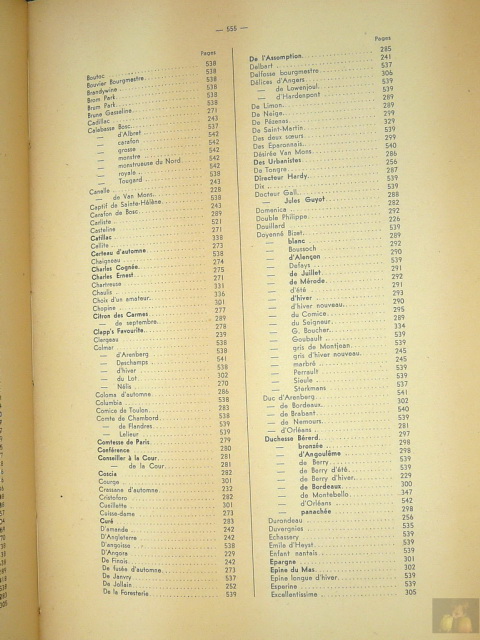 — 555 —
Pages
Boutoc 538
Bouvier Bourgmestre 538
Brandywine 538
Brom Park 538
Brum Park 538
Brune Gasseline 271
Cadillac 243
Calebasse Bosc 537
— d'Albret 542
— carafon 542
— grosse 542
— monstre 542
— monstrueuse du Nord 542
— royale 538
— Tougard 243
Canelle 228
— de Van Mons 538
Captif de Sainte-Hélène 243
Carafon de Bosc 289
Carliste 521
Casteline 271
Catillac 338
Cellite 273
Certeau d'automne 538
Chaigneau 274
Charles Cognée 275
Charles Ernest 271
Chartreuse 331
Chaulis 336
Choix d'un amateur 301
Chopine 277
Citron des Carmes 289
— de septembre 278
Clapp's Favourite 239
Clergeau 538
Colmar 538
— d'Arenberg 541
— Deschamps 538
— d'hiver 302
— du Lot 270
— Nélis 286
Coloma d'automne 538
Columbia 283
Comice de Toulon 538
Comte de Chambord 539
— de Flandres 539
— Lelieur 279
Comtesse de Paris 280
Conférence 281
Conseiller à la Cour 281
— de la Cour 282
Coscia 301
Courge 232
Crassane d'automne 282
Cristoforo 301
Cueillette 273
Cuisse-dame 283
Curé 242
D'amande 242
D'Angleterre 538
D'angoisse 229
D'Angora 242
De Finois 273
De fusée d'automne 537
De Janvry 252
De Jollain 539
De la Foresterie
Pages
De l'Assomption 285
Delbart 241
Delfosse bourgmestre 537
Délices d'Angers 306
— de Lowenjoul 539
— d'Hardenpont 539
De Limon 289
De Neige 289
De Pézenas 299
De Saint-Martin 329
Des deux sœurs 539
Des Eparonnais 299
Désirée Van Mons 540
Des Urbanistes 286
De Tongre 256
Directeur Hardy 287
Dix 539
Docteur Gall 539
— Jules Guyot 288
Domenica 282
Double Philippe 292
Douillard 226
Doyenné Bizet 539
— blanc 289
— Boussoch 292
— d'Alençon 290
— Defays 539
— de Juillet 291
— de Mérode 292
— d'été 291
— d'hiver 293
— d'hiver nouveau 290
— du Comice 295
— du Seigneur 289
— G. Boucher 334
— Goubault 539
— gris de Montjean 539
— gris d'hiver nouveau 245
— marbré 245
— Perrault 539
— Sieule 539
— Sterkmans 537
Duc d'Arenberg 541
— de Bordeaux 302
— de Brabant 540
— de Nemours 539
— d'Orléans 281
Duchesse Bérerd 297
— bronzée 298
— d'Angoulême 298
— de Berry 539
— de Berry d'été 539
— de Berry d'hiver 229
— de Bordeaux 300
— de Montebello 347
— d'Orléans 542
— panachée 298
Durondeau 256
Duvergnies 535
Echassery 539
Emile d'Heyst 539
Enfant nantais 539
Epargne 301
Epine du Mas 302
Epine longue d'hiver 539
Esperine 539
Excellentissime 305